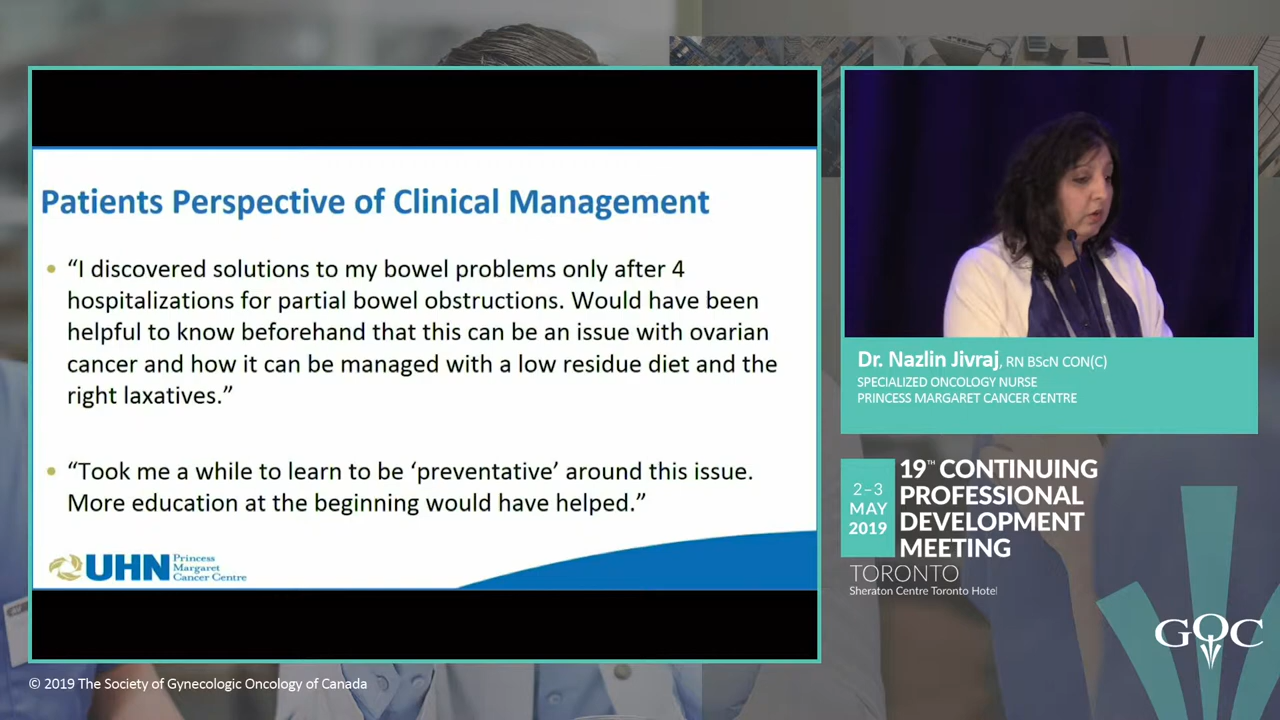 Patients Perspective of Clinical Management
• “I discovered solutions to my bowel problems only after 4
hospitalizations for partial bowel obstructions. Would have been
helpful to know beforehand that this can be an issue with ovarian
cancer and how it can be managed with a low residue diet and the
right laxatives.”
• “Took me a while to learn to be ‘preventative’ around this issue.
More education at the beginning would have helped.”
UHN
Princess
Margaret
Cancer Centre
Dr. Nazlin Jivraj, RN BScN CON(C)
SPECIALIZED ONCOLOGY NURSE
PRINCESS MARGARET CANCER CENTRE
2–3
MAY
2019
19TH CONTINUING
PROFESSIONAL
DEVELOPMENT
MEETING
TORONTO
Sheraton Centre Toronto Hotel
GOC
© 2019 The Society of Gynecologic Oncology of Canada